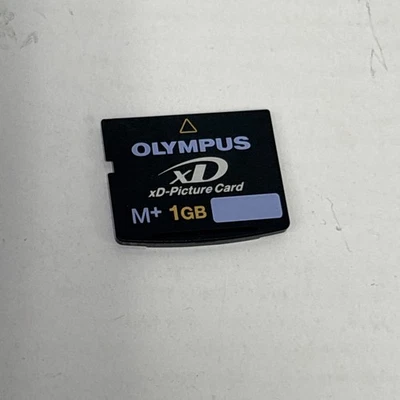 OLYMPUS
xD
xD-Picture Card
M+ 1GB